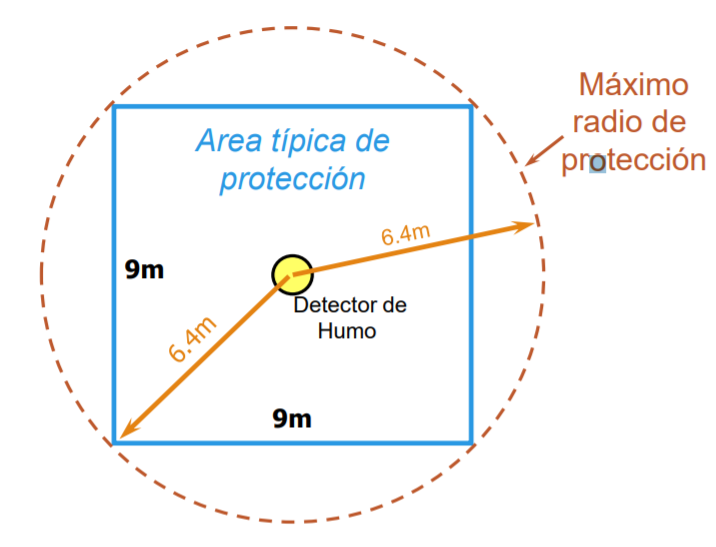 Máximo
radio de
protección
Area típica de
protección
6.4m
9m
Detector de
Humo
6.4m
9m